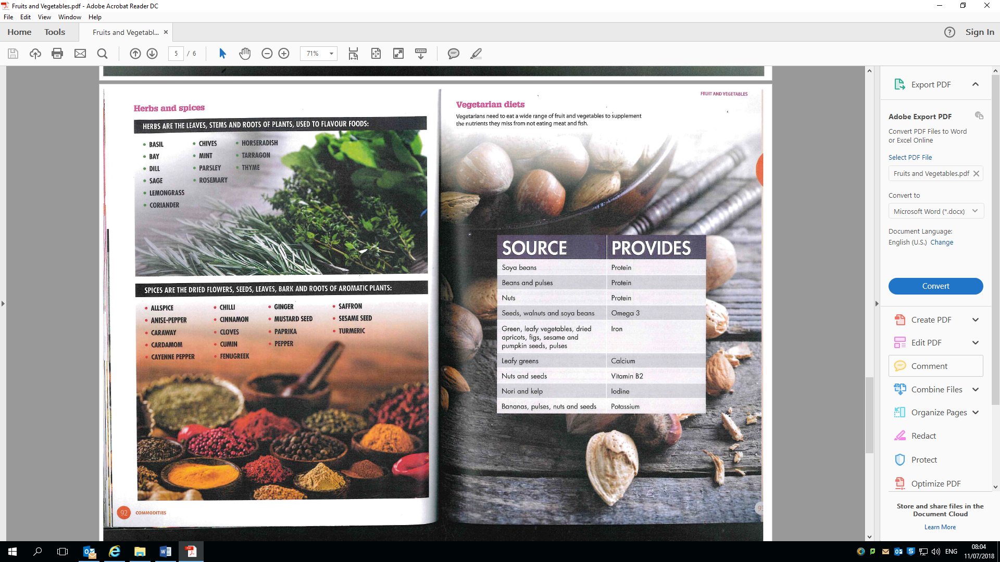 Fruits and Vegetables.pdf - Adobe Acrobat Reader DC
File Edit View Window Help
Home Tools Fruits and Vegetabl... Sign In
5 / 6 71%
Herbs and spices
HERBS ARE THE LEAVES, STEMS AND ROOTS OF PLANTS, USED TO FLAVOUR FOODS:
• BASIL • CHIVES • HORSERADISH
• BAY • MINT • TARRAGON
• DILL • PARSLEY • THYME
• SAGE • ROSEMARY
• LEMONGRASS
• CORIANDER
SPICES ARE THE DRIED FLOWERS, SEEDS, LEAVES, BARK AND ROOTS OF AROMATIC PLANTS:
• ALLSPICE • CHILLI • GINGER • SAFFRON
• ANISE-PEPPER • CINNAMON • MUSTARD SEED • SESAME SEED
• CARAWAY • CLOVES • PAPRIKA • TURMERIC
• CARDAMOM • CUMIN • PEPPER
• CAYENNE PEPPER • FENUGREEK
92 COMMODITIES
FRUIT AND VEGETABLES
Vegetarian diets
Vegetarians need to eat a wide range of fruit and vegetables to supplement
the nutrients they miss from not eating meat and fish.
SOURCE PROVIDES
Soya beans Protein
Beans and pulses Protein
Nuts Protein
Seeds, walnuts and soya beans Omega 3
Green, leafy vegetables, dried Iron
apricots, figs, sesame and
pumpkin seeds, pulses
Leafy greens Calcium
Nuts and seeds Vitamin B2
Nori and kelp Iodine
Bananas, pulses, nuts and seeds Potassium
Export PDF
Adobe Export PDF
Convert PDF Files to Word
or Excel Online
Select PDF File
Fruits and Vegetables.pdf
Convert to
Microsoft Word (*.docx)
Document Language:
English (U.S.) Change
Convert
Create PDF
Edit PDF
Comment
Combine Files
Organize Pages
Redact
Protect
Optimize PDF
Store and share files in the
Document Cloud
Learn More
ENG
08:04
11/07/2018